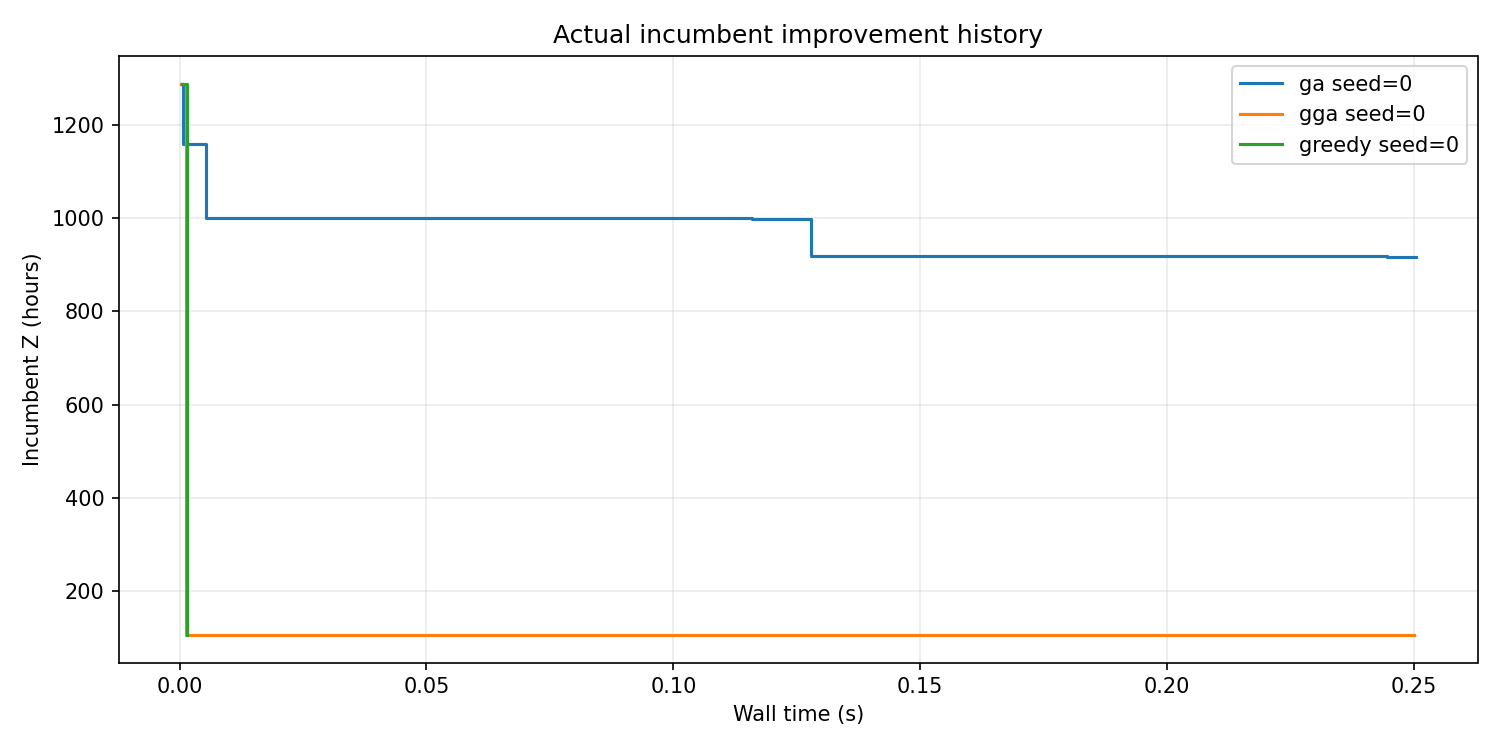 Actual incumbent improvement history
ga seed=0
gga seed=0
greedy seed=0
Incumbent Z (hours)
1200
1000
800
600
400
200
0.00 0.05 0.10 0.15 0.20 0.25
Wall time (s)